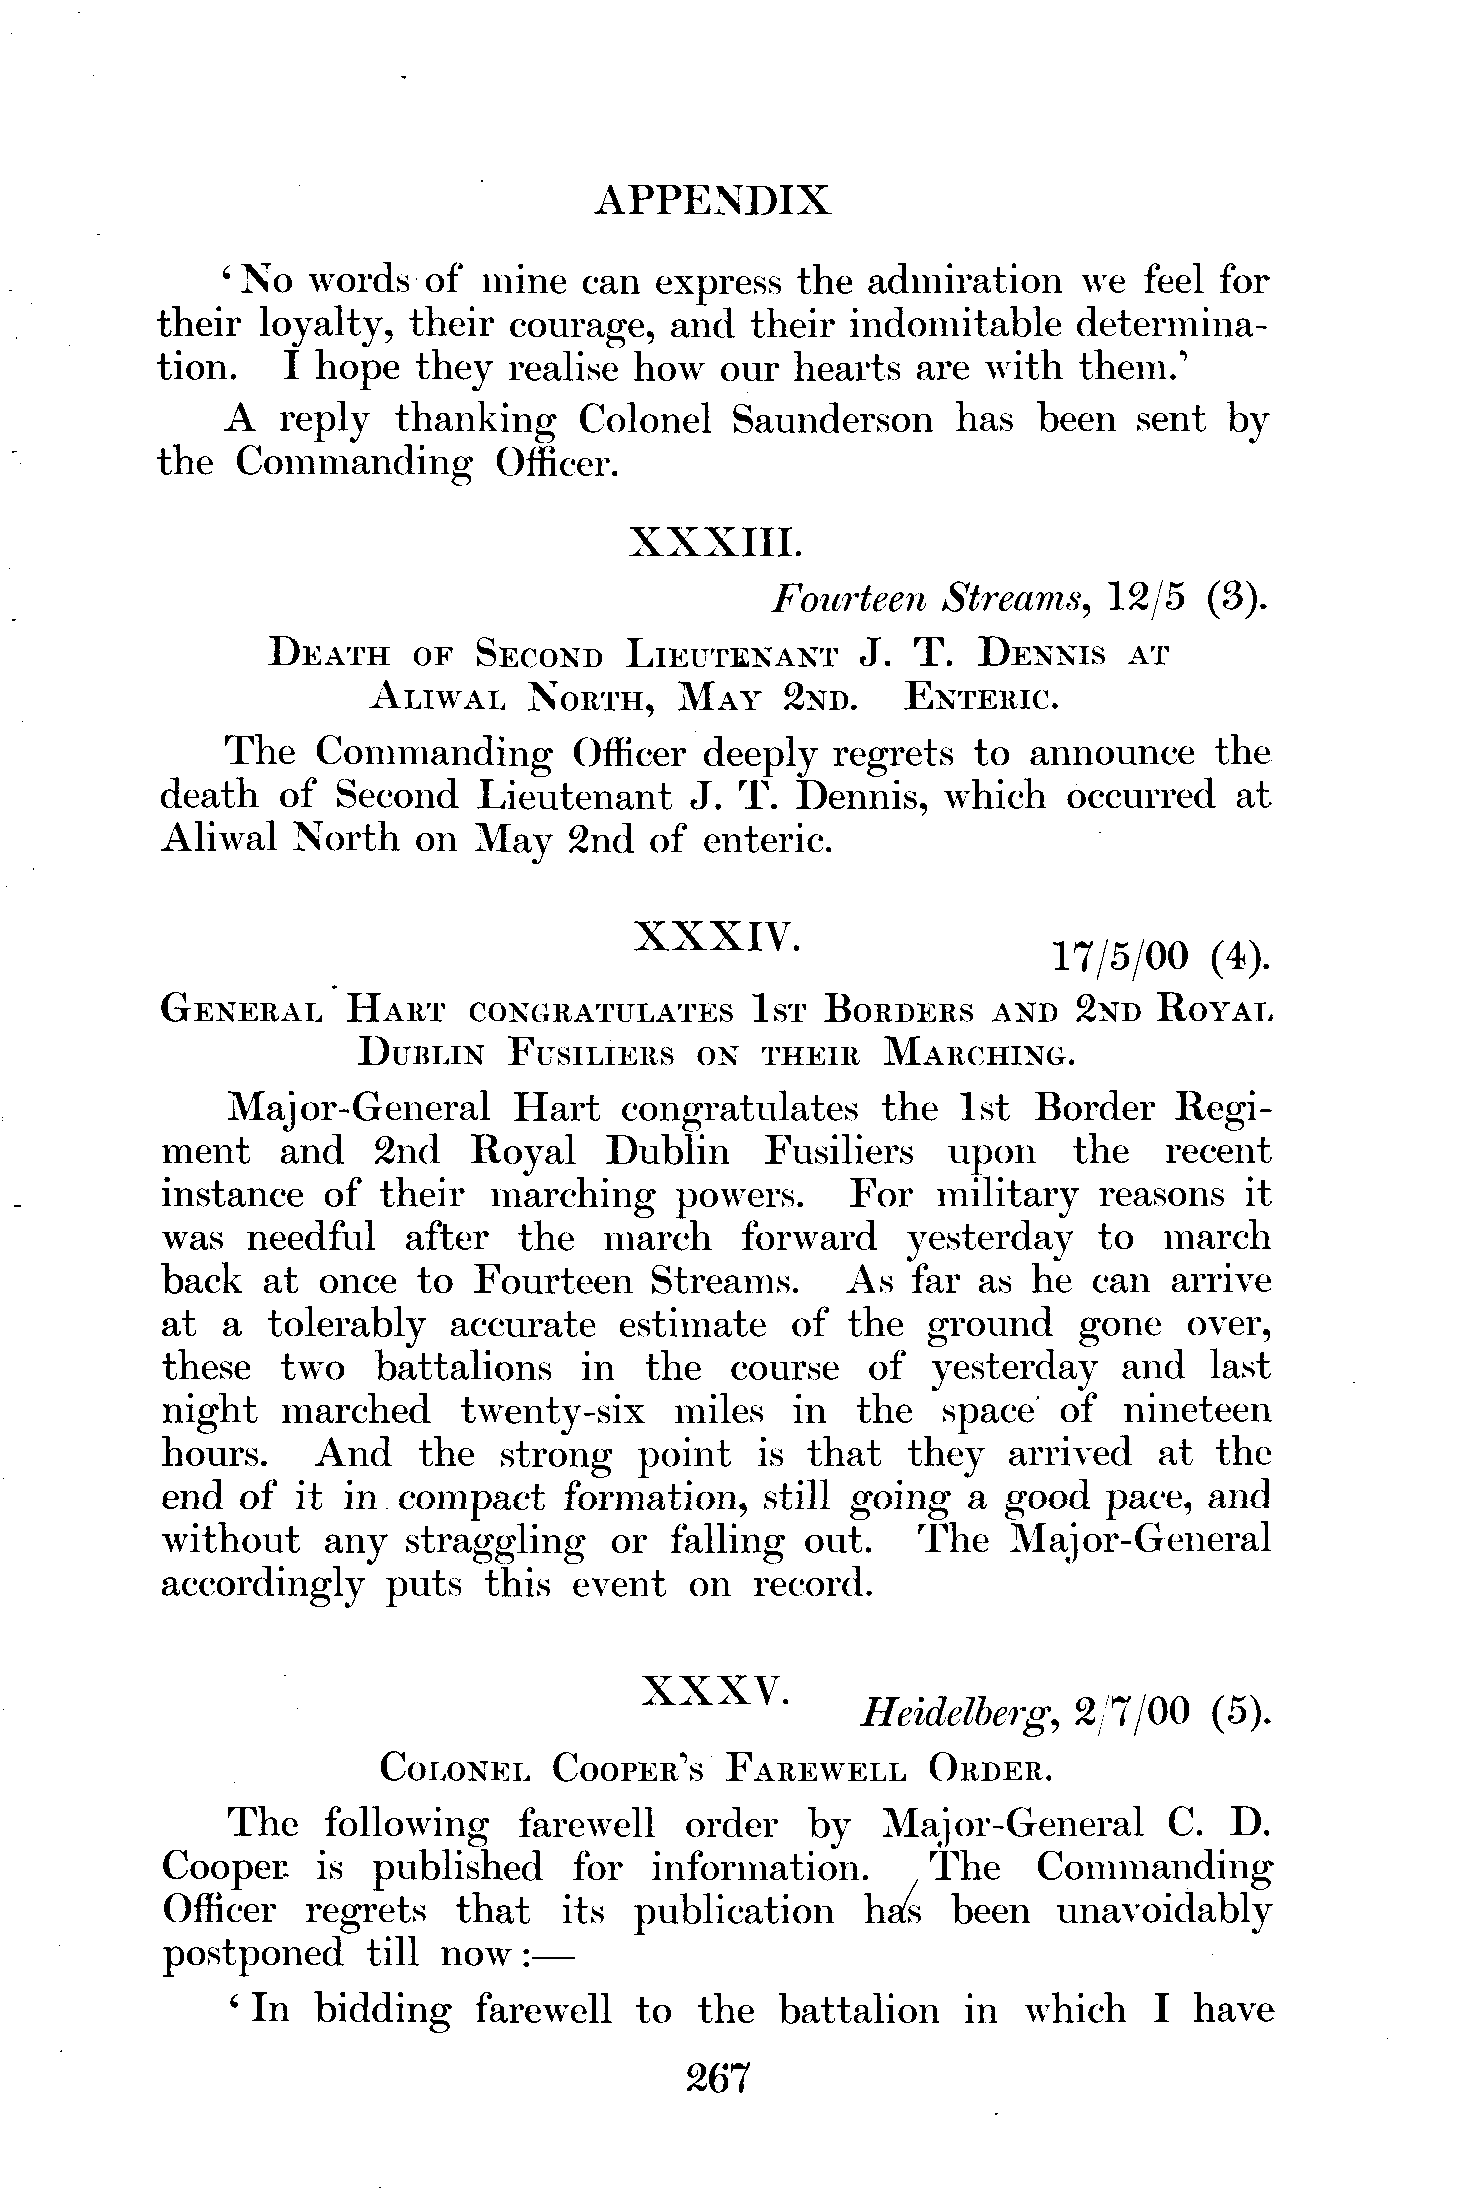 APPENDIX
‘No words of mine can express the admiration we feel for
their loyalty, their courage, and their indomitable determina-
tion. I hope they realise how our hearts are with them.’
A reply thanking Colonel Saunderson has been sent by
the Commanding Officer.
XXXIII.
Fourteen Streams, 12/5 (3).
Death of Second Lieutenant J. T. Dennis at
Aliwal North, May 2nd. Enteric.
The Commanding Officer deeply regrets to announce the
death of Second Lieutenant J. T. Dennis, which occurred at
Aliwal North on May 2nd of enteric.
XXXIV.
17/5/00 (4).
General Hart congratulates 1st Borders and 2nd Royal
Dublin Fusiliers on their Marching.
Major-General Hart congratulates the 1st Border Regi-
ment and 2nd Royal Dublin Fusiliers upon the recent
instance of their marching powers. For military reasons it
was needful after the march forward yesterday to march
back at once to Fourteen Streams. As far as he can arrive
at a tolerably accurate estimate of the ground gone over,
these two battalions in the course of yesterday and last
night marched twenty-six miles in the space of nineteen
hours. And the strong point is that they arrived at the
end of it in compact formation, still going a good pace, and
without any straggling or falling out. The Major-General
accordingly puts this event on record.
XXXV.
Heidelberg, 2/7/00 (5).
Colonel Cooper’s Farewell Order.
The following farewell order by Major-General C. D.
Cooper is published for information. The Commanding
Officer regrets that its publication has been unavoidably
postponed till now:—
‘In bidding farewell to the battalion in which I have
267